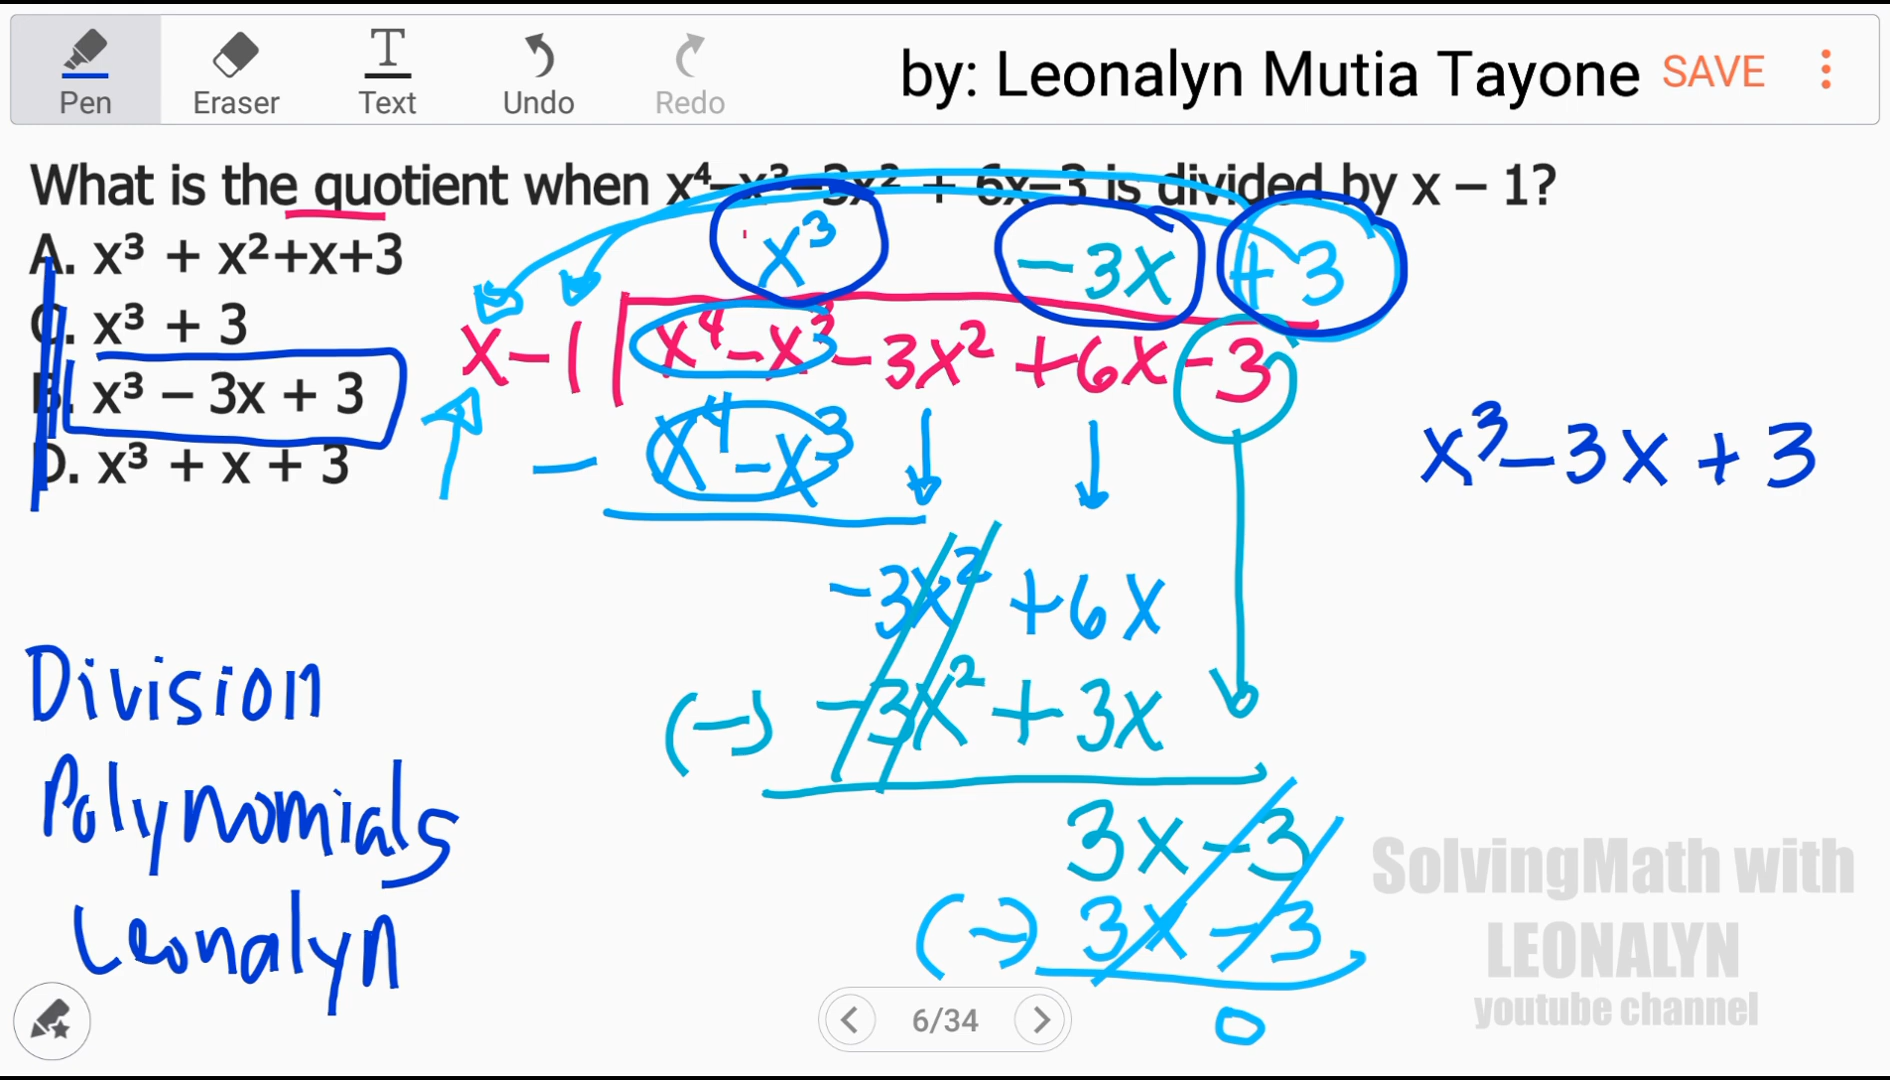 Pen Eraser Text Undo Redo by: Leonalyn Mutia Tayone SAVE
What is the quotient when x⁴–x³–3x² + 6x–3 is divided by x – 1?
A. x³ + x²+x+3
C. x³ + 3
B. x³ – 3x + 3
D. x³ + x + 3
x³ -3x +3
x-1 x⁴-x³-3x²+6x-3
- x⁴-x³
x³-3x+3
-3x²+6x
(-) -3x²+3x
3x-3
(-) 3x-3
0
Division
Polynomials
Leonalyn
SolvingMath with
LEONALYN
youtube channel
6/34